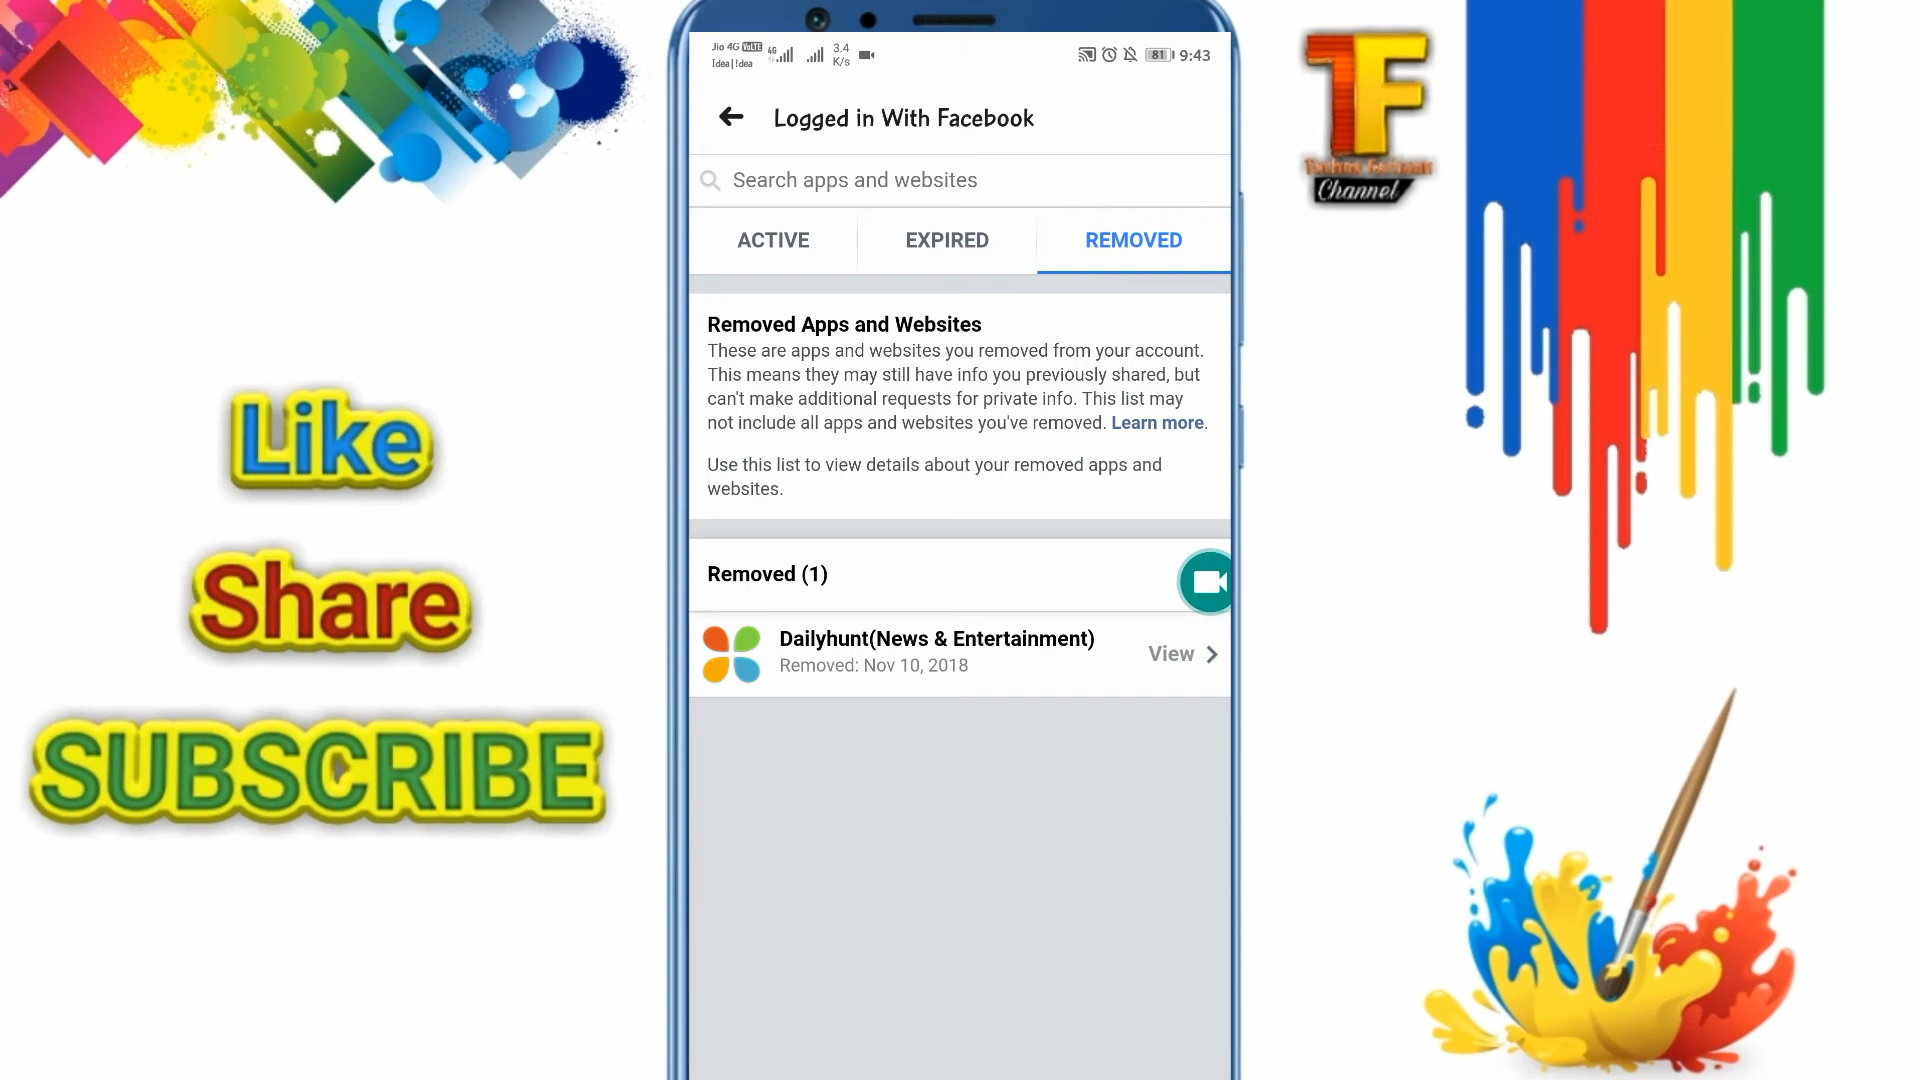 Jio 4G VoLTE
Idea|!dea
4G
3.4
K/s
81
9:43
Logged in With Facebook
Search apps and websites
ACTIVE
EXPIRED
REMOVED
Removed Apps and Websites
These are apps and websites you removed from your account.
This means they may still have info you previously shared, but
can't make additional requests for private info. This list may
not include all apps and websites you've removed. Learn more.
Use this list to view details about your removed apps and
websites.
Removed (1)
Dailyhunt(News & Entertainment)
Removed: Nov 10, 2018
View
Like
Share
SUBSCRIBE
TF
Channel